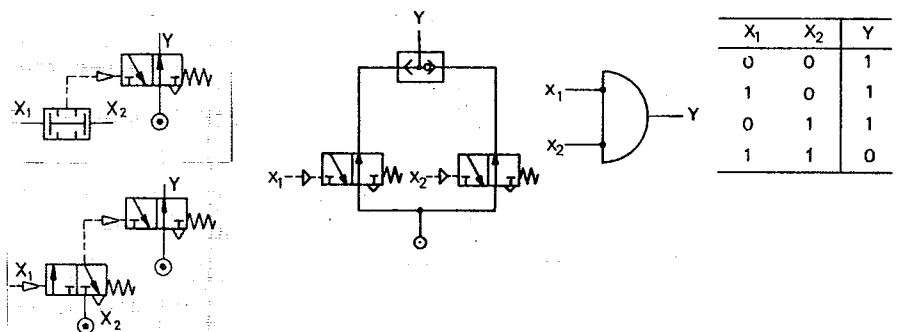 Y
X₁ X₂
Y
X₁
X₂
Y
x₁ x₂
x₁
x₂
Y
X₁ X₂ Y
0 0 1
1 0 1
0 1 1
1 1 0